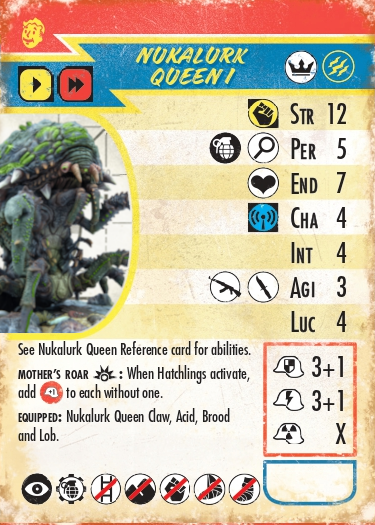 NUKALURK
QUEEN I
STR 12
PER 5
END 7
CHA 4
INT 4
AGI 3
LUC 4
See Nukalurk Queen Reference card for abilities.
MOTHER'S ROAR : When Hatchlings activate,
add +1 to each without one.
EQUIPPED: Nukalurk Queen Claw, Acid, Brood
and Lob.
3+1
3+1
X